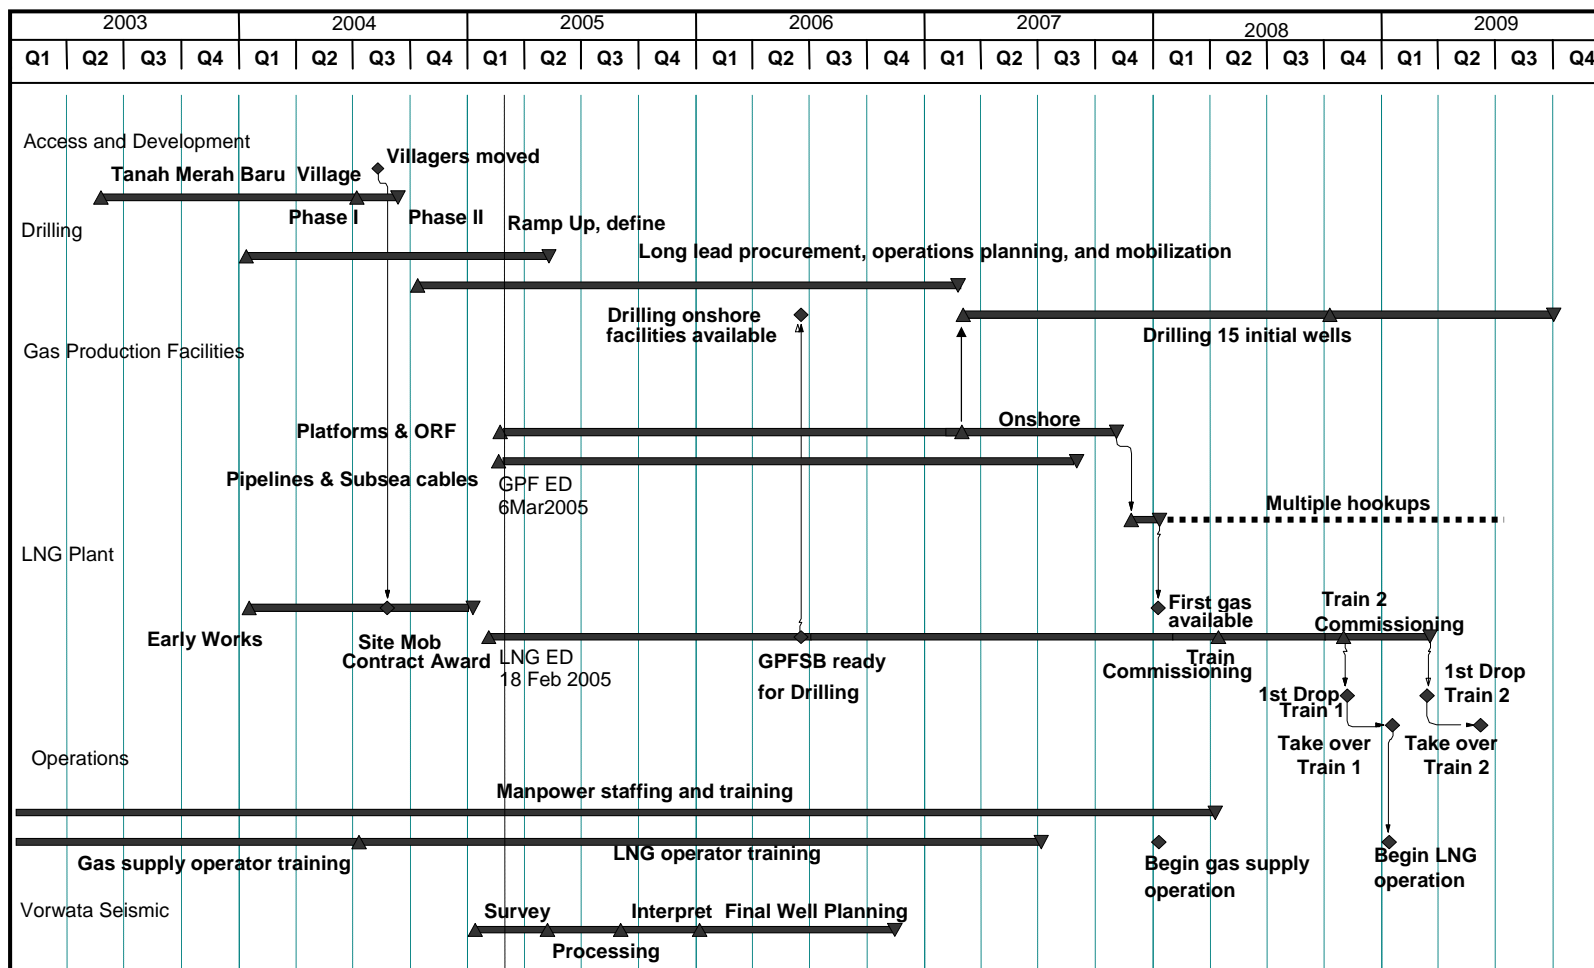 2003 2004 2005 2006 2007 2008 2009
Q1 Q2 Q3 Q4 Q1 Q2 Q3 Q4 Q1 Q2 Q3 Q4 Q1 Q2 Q3 Q4 Q1 Q2 Q3 Q4 Q1 Q2 Q3 Q4 Q1 Q2 Q3 Q4
Access and Development
Villagers moved
Tanah Merah Baru Village
Phase I
Phase II
Drilling
Ramp Up, define
Long lead procurement, operations planning, and mobilization
Drilling onshore
facilities available
Drilling 15 initial wells
Gas Production Facilities
Onshore
Platforms & ORF
Pipelines & Subsea cables
GPF ED
6Mar2005
Multiple hookups
LNG Plant
First gas
available
Train 2
Commissioning
Early Works
Site Mob
Contract Award
LNG ED
18 Feb 2005
GPFSB ready
for Drilling
Train
Commissioning
1st Drop
Train 1
1st Drop
Train 2
Take over
Train 1
Take over
Train 2
Operations
Manpower staffing and training
Gas supply operator training
LNG operator training
Begin gas supply
operation
Begin LNG
operation
Vorwata Seismic
Survey
Interpret
Final Well Planning
Processing